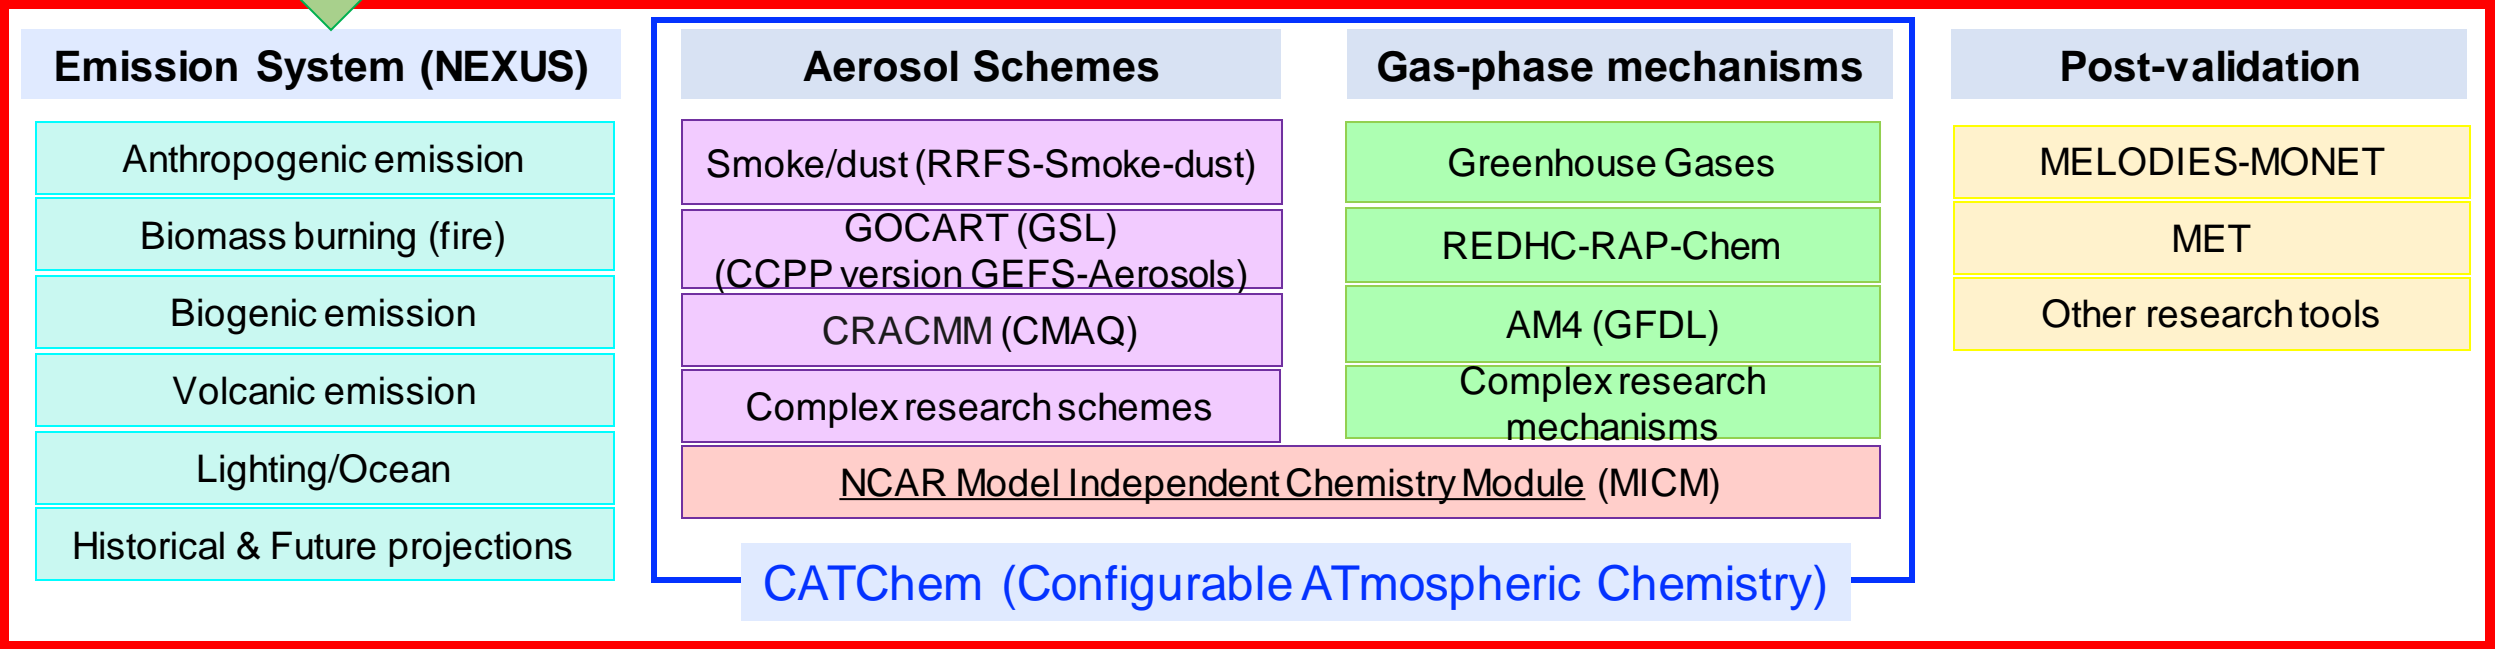 Emission System (NEXUS)
Anthropogenic emission
Biomass burning (fire)
Biogenic emission
Volcanic emission
Lighting/Ocean
Historical & Future projections
Aerosol Schemes
Smoke/dust (RRFS-Smoke-dust)
GOCART (GSL)
(CCPP version GEFS-Aerosols)
CRACMM (CMAQ)
Complex research schemes
Gas-phase mechanisms
Greenhouse Gases
REDHC-RAP-Chem
AM4 (GFDL)
Complex research
mechanisms
NCAR Model Independent Chemistry Module (MICM)
CATChem (Configurable ATmospheric Chemistry)
Post-validation
MELODIES-MONET
MET
Other research tools